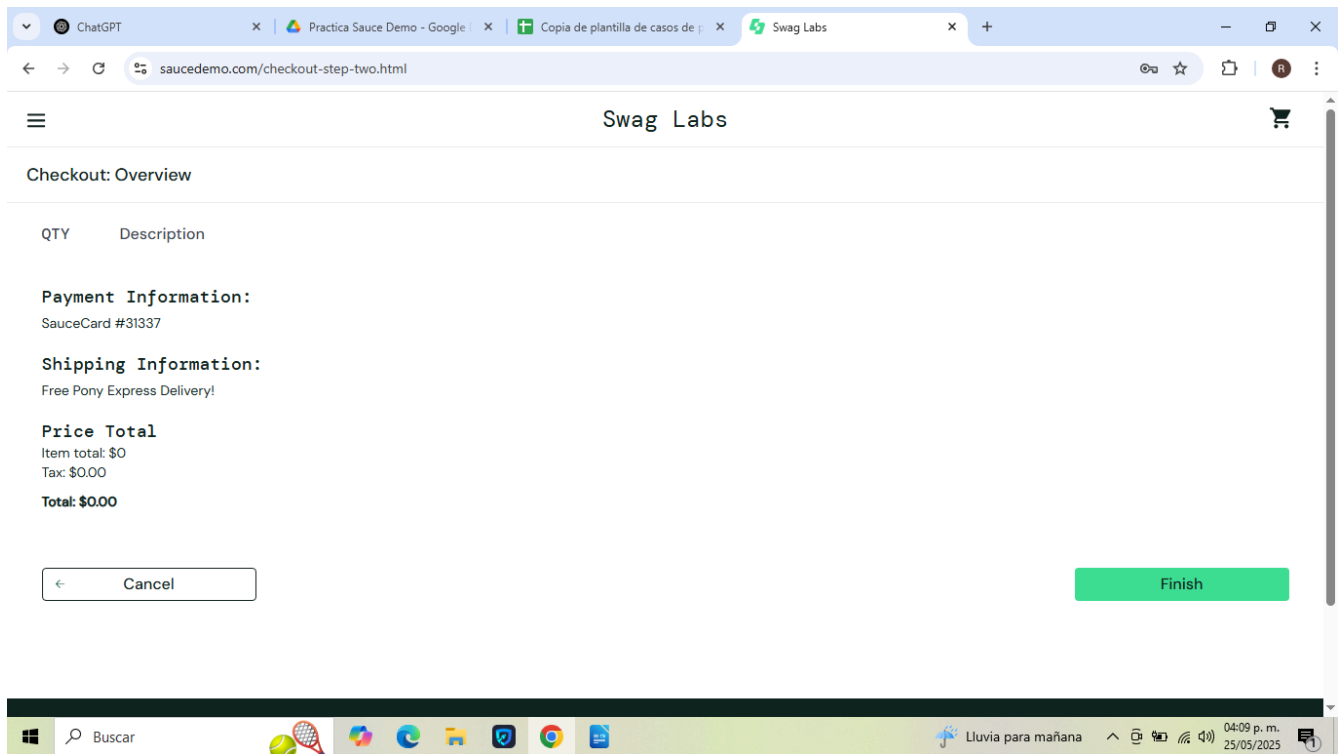 ChatGPT
Practica Sauce Demo - Google
Copia de plantilla de casos de p
Swag Labs
saucedemo.com/checkout-step-two.html
R
Swag Labs
Checkout: Overview
QTY Description
Payment Information:
SauceCard #31337
Shipping Information:
Free Pony Express Delivery!
Price Total
Item total: $0
Tax: $0.00
Total: $0.00
Cancel
Finish
Buscar
Lluvia para mañana
04:09 p. m.
25/05/2025
1